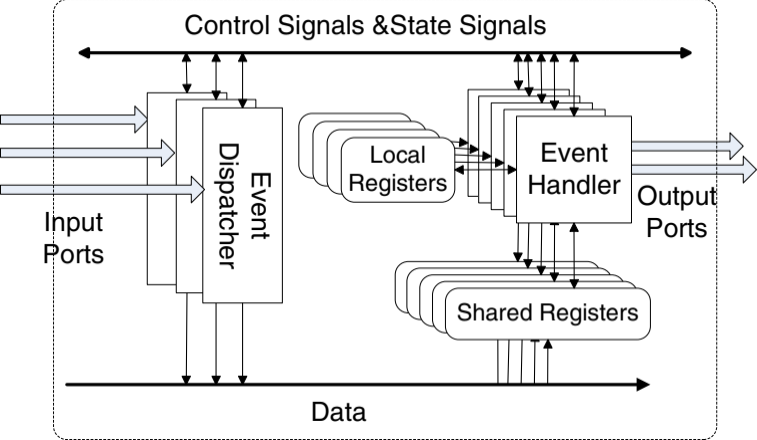 Control Signals &State Signals
Input
Ports
Event
Dispatcher
Local
Registers
Event
Handler
Output
Ports
Shared Registers
Data